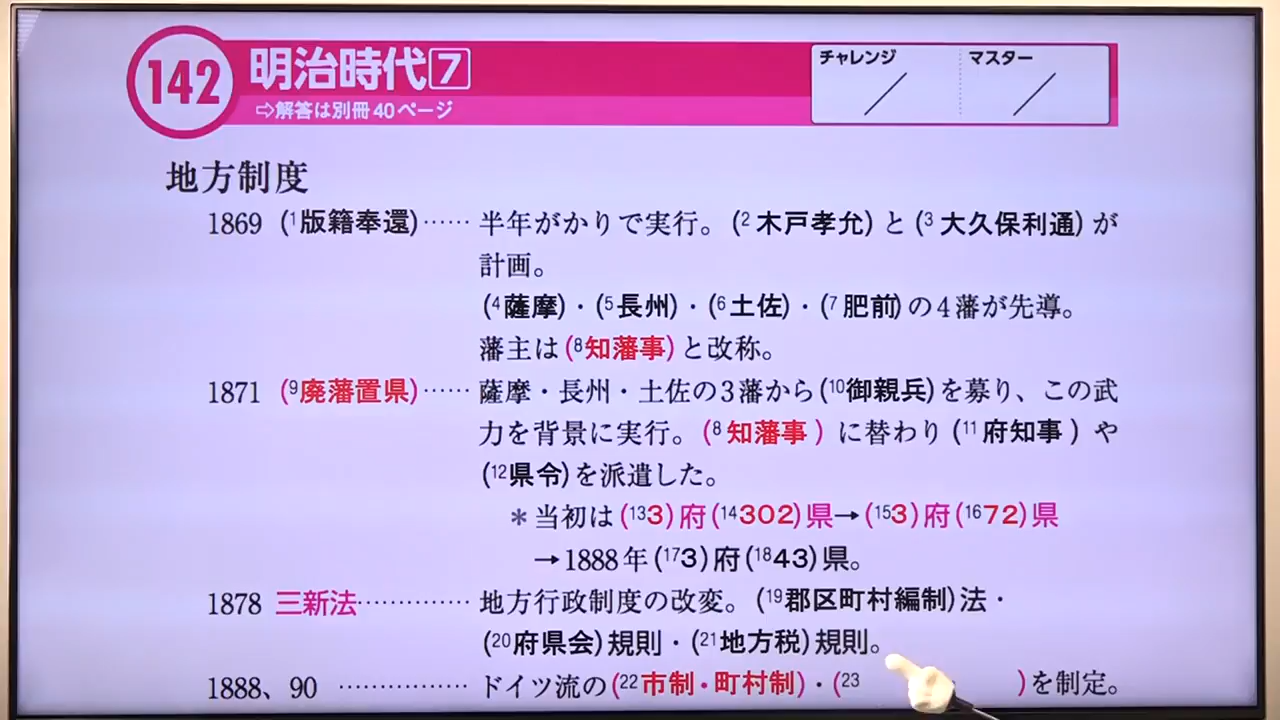 142 明治時代7 チャレンジ マスター
⇨解答は別冊40ページ
地方制度
1869 (1版籍奉還)…… 半年がかりで実行。(2木戸孝允)と(3大久保利通)が
計画。
(4薩摩)・(5長州)・(6土佐)・(7肥前)の4藩が先導。
藩主は(8知藩事)と改称。
1871 (9廃藩置県)…… 薩摩・長州・土佐の3藩から(10御親兵)を募り、この武
力を背景に実行。(8知藩事)に替わり(11府知事)や
(12県令)を派遣した。
*当初は(133)府(14302)県→(153)府(1672)県
→1888年(173)府(1843)県。
1878 三新法………… 地方行政制度の改変。(19郡区町村編制)法・
(20府県会)規則・(21地方税)規則。
1888、90 ………… ドイツ流の(22市制・町村制)・(23 )を制定。